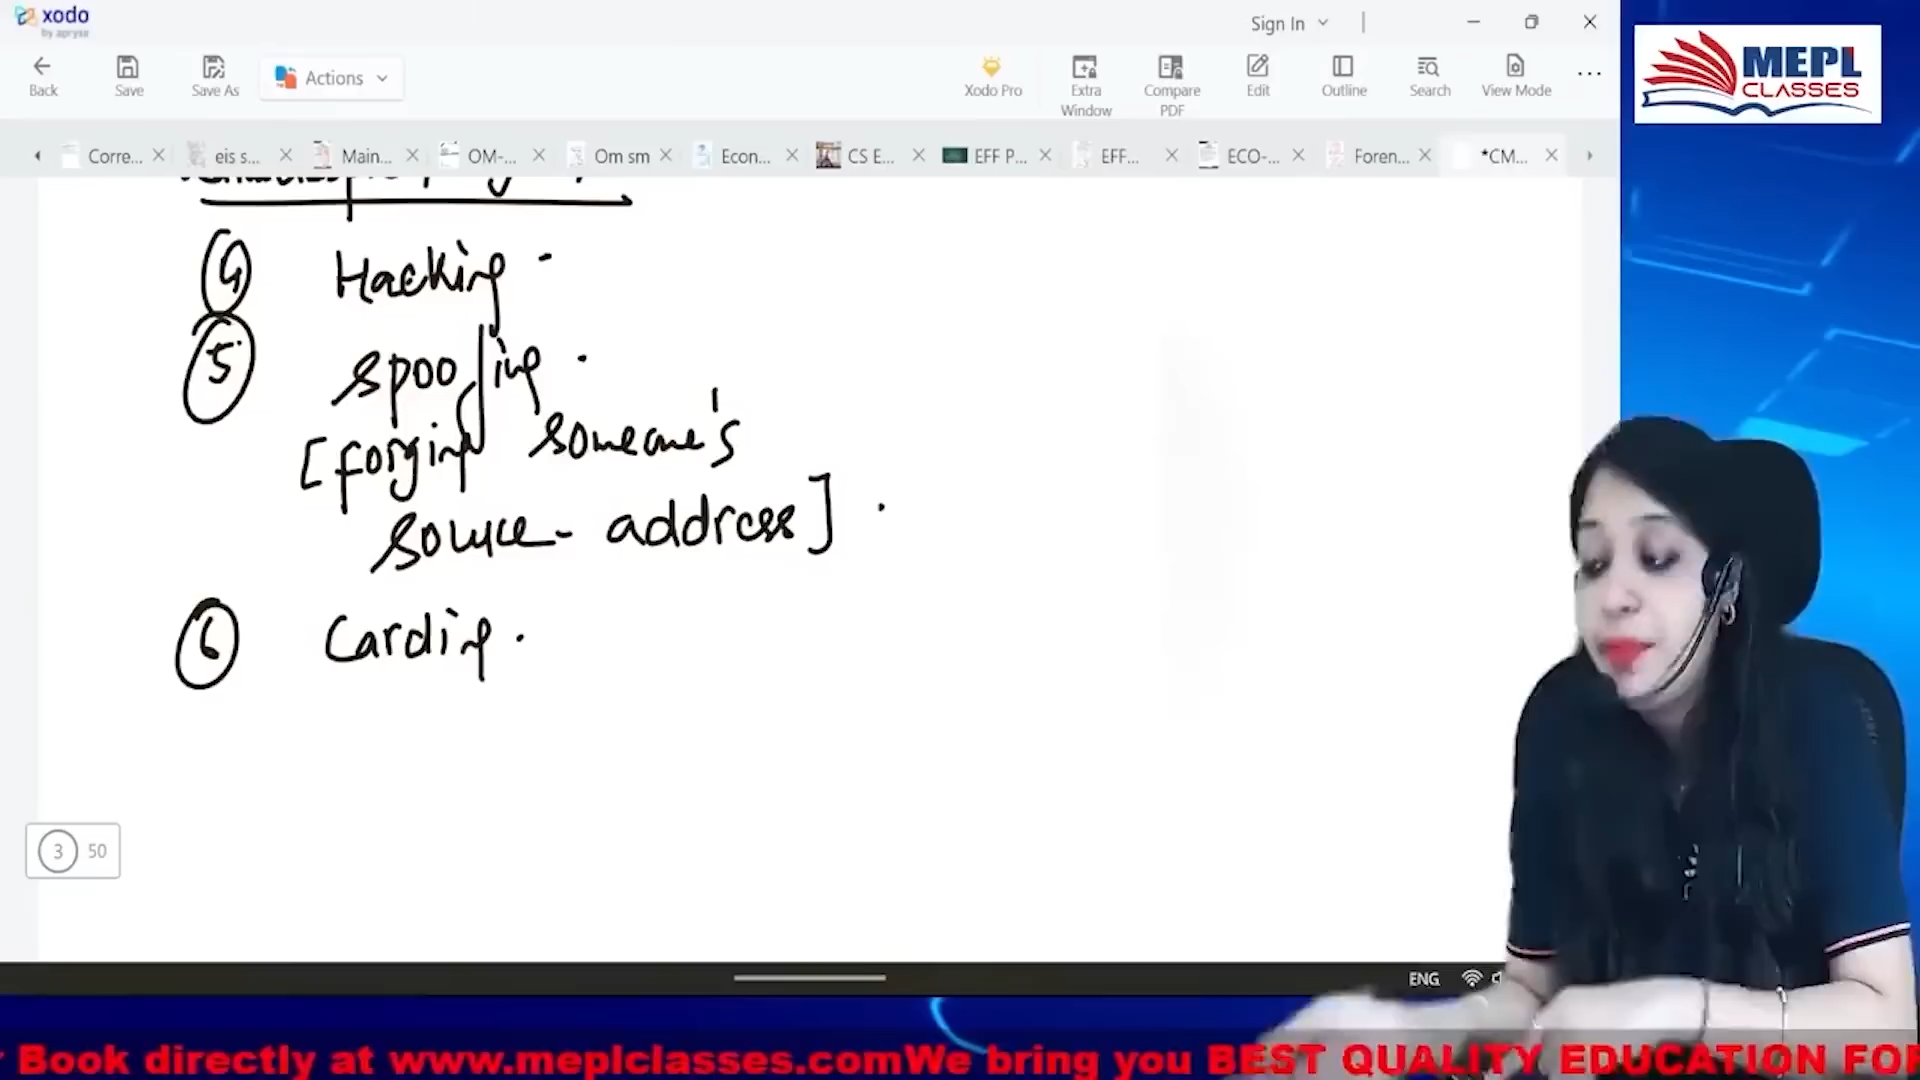 xodo
by apryse
Sign In
Back
Save
Save As
Actions
Xodo Pro
Extra Window
Compare PDF
Edit
Outline
Search
View Mode
Corre...
eis s...
Main...
OM-...
Om sm
Econ...
CS E...
EFF P...
EFF...
ECO-...
Foren...
*CM...
MEPL
CLASSES
4 Hacking.
5 Spoofing.
[forging someone's
source- address].
6 Carding.
3 50
ENG
Book directly at www.meplclasses.comWe bring you BEST QUALITY EDUCATION FOR